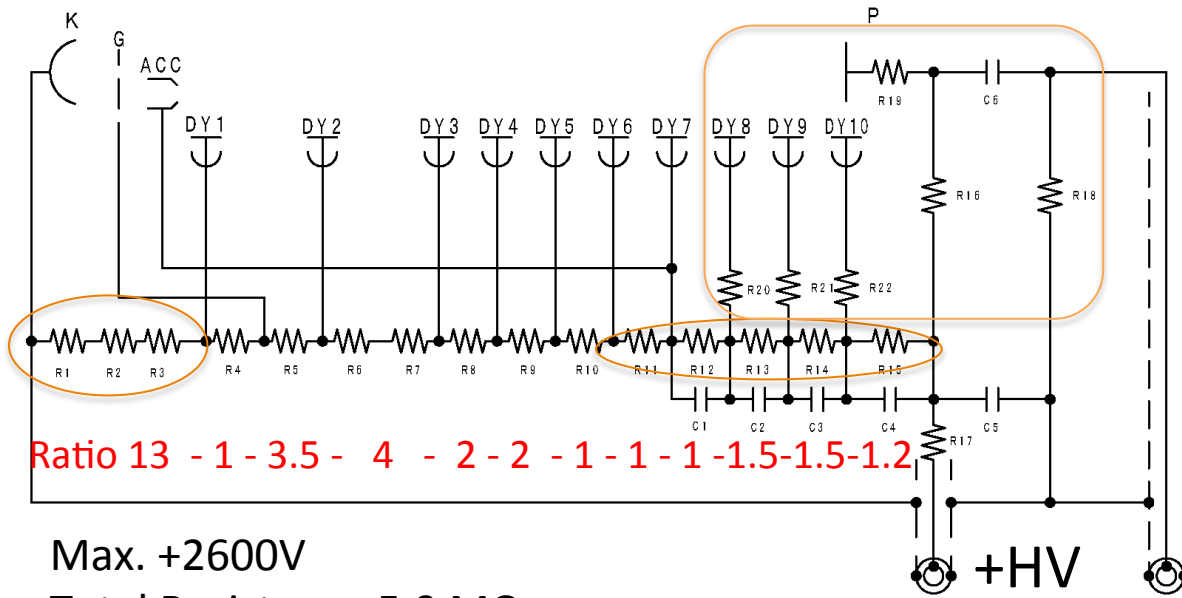 K
G
ACC
P
DY1 DY2 DY3 DY4 DY5 DY6 DY7 DY8 DY9 DY10
R19
C6
R16
R18
R20
R21
R22
R1 R2 R3 R4 R5 R6 R7 R8 R9 R10 R11 R12 R13 R14 R15
C1 C2 C3 C4 C5
R17
Ratio 13 - 1 - 3.5 - 4 - 2 - 2 - 1 - 1 - 1 -1.5-1.5-1.2
+HV
Max. +2600V